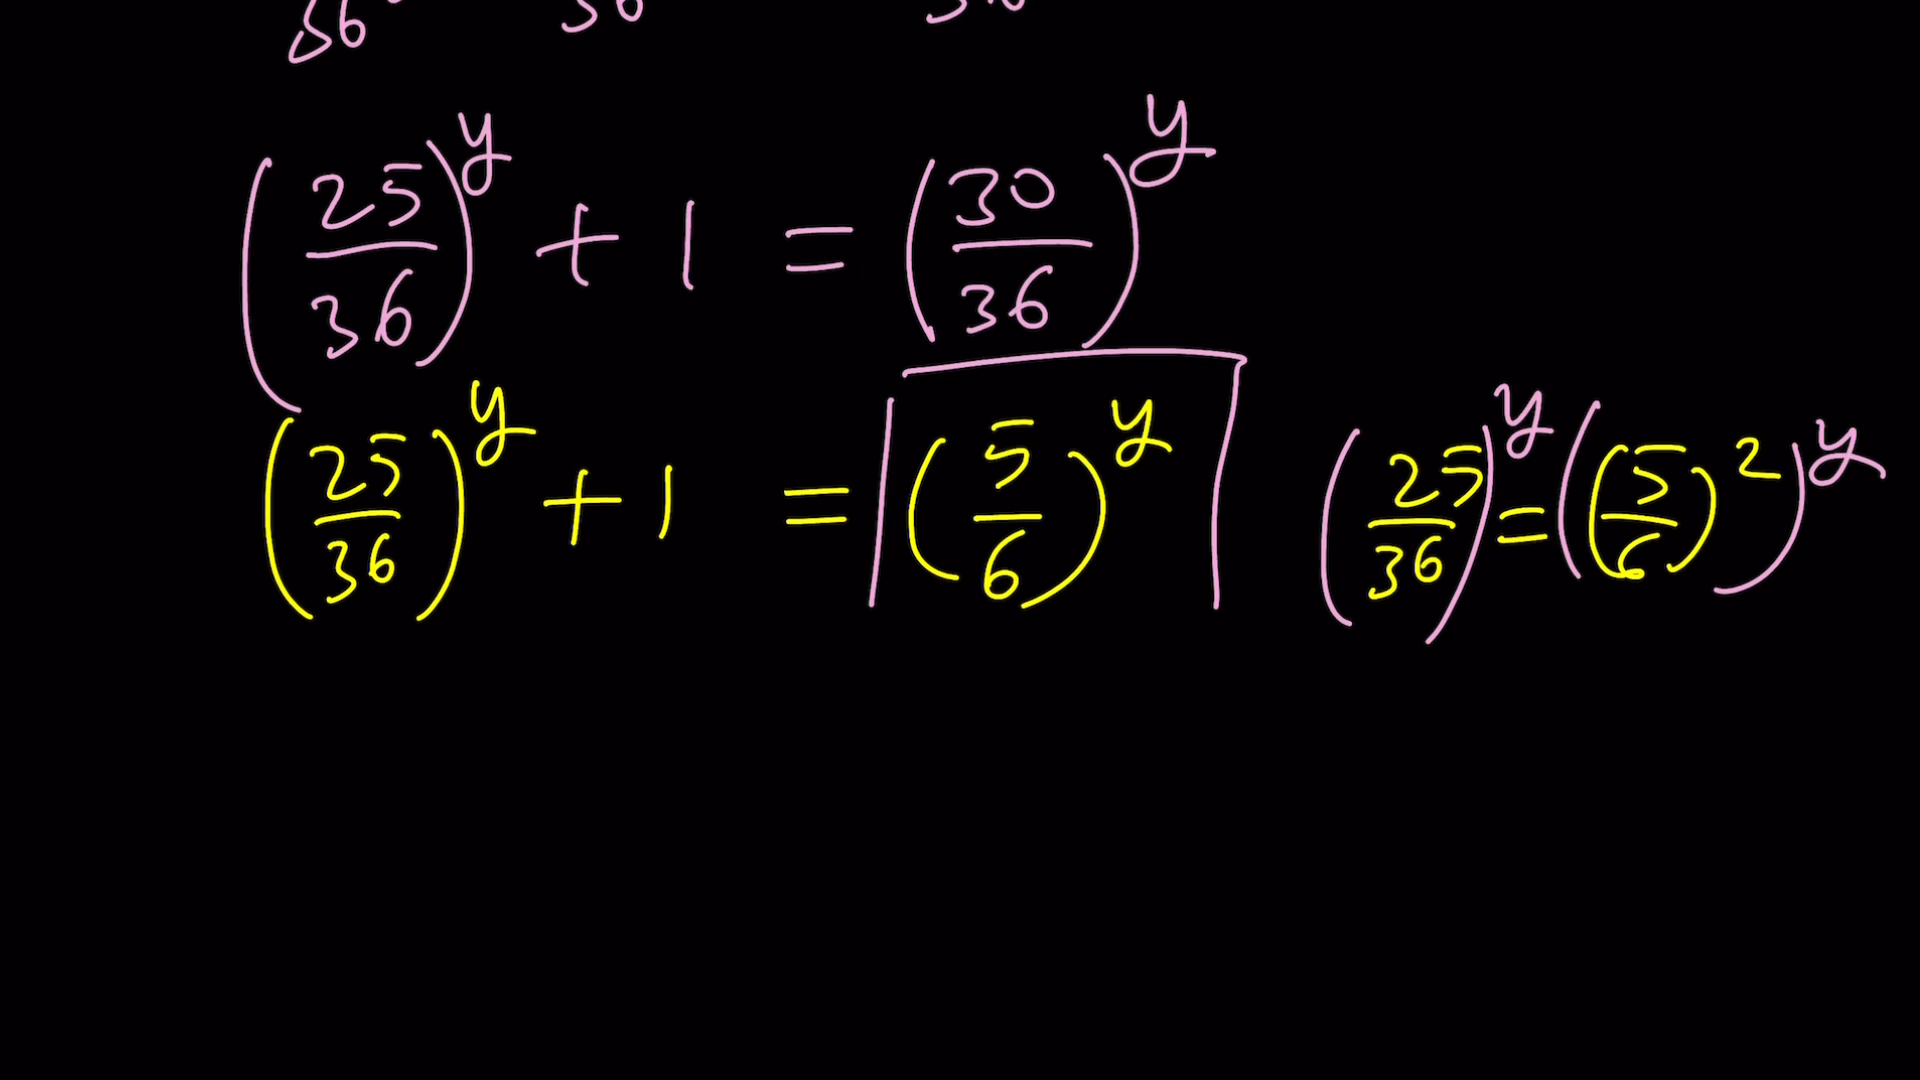 (25/36)^y + 1 = (30/36)^y
(25/36)^y + 1 = (5/6)^y (25/36)^y = ((5/6)^2)^y